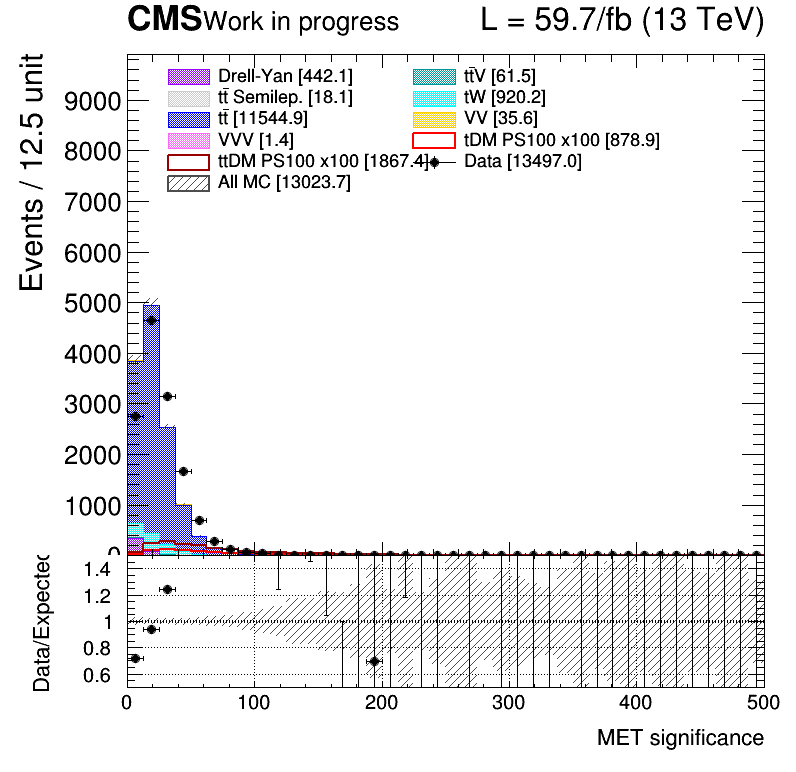 CMS Work in progress L = 59.7/fb (13 TeV)
Events / 12.5 unit
9000
8000
7000
6000
5000
4000
3000
2000
1000
0
Drell-Yan [442.1]
tt̄ Semilep. [18.1]
tt̄ [11544.9]
VVV [1.4]
ttDM PS100 x100 [1867.4]
All MC [13023.7]
tt̄V [61.5]
tW [920.2]
VV [35.6]
tDM PS100 x100 [878.9]
Data [13497.0]
Data/Expected
1.4
1.2
1
0.8
0.6
0 100 200 300 400 500
MET significance